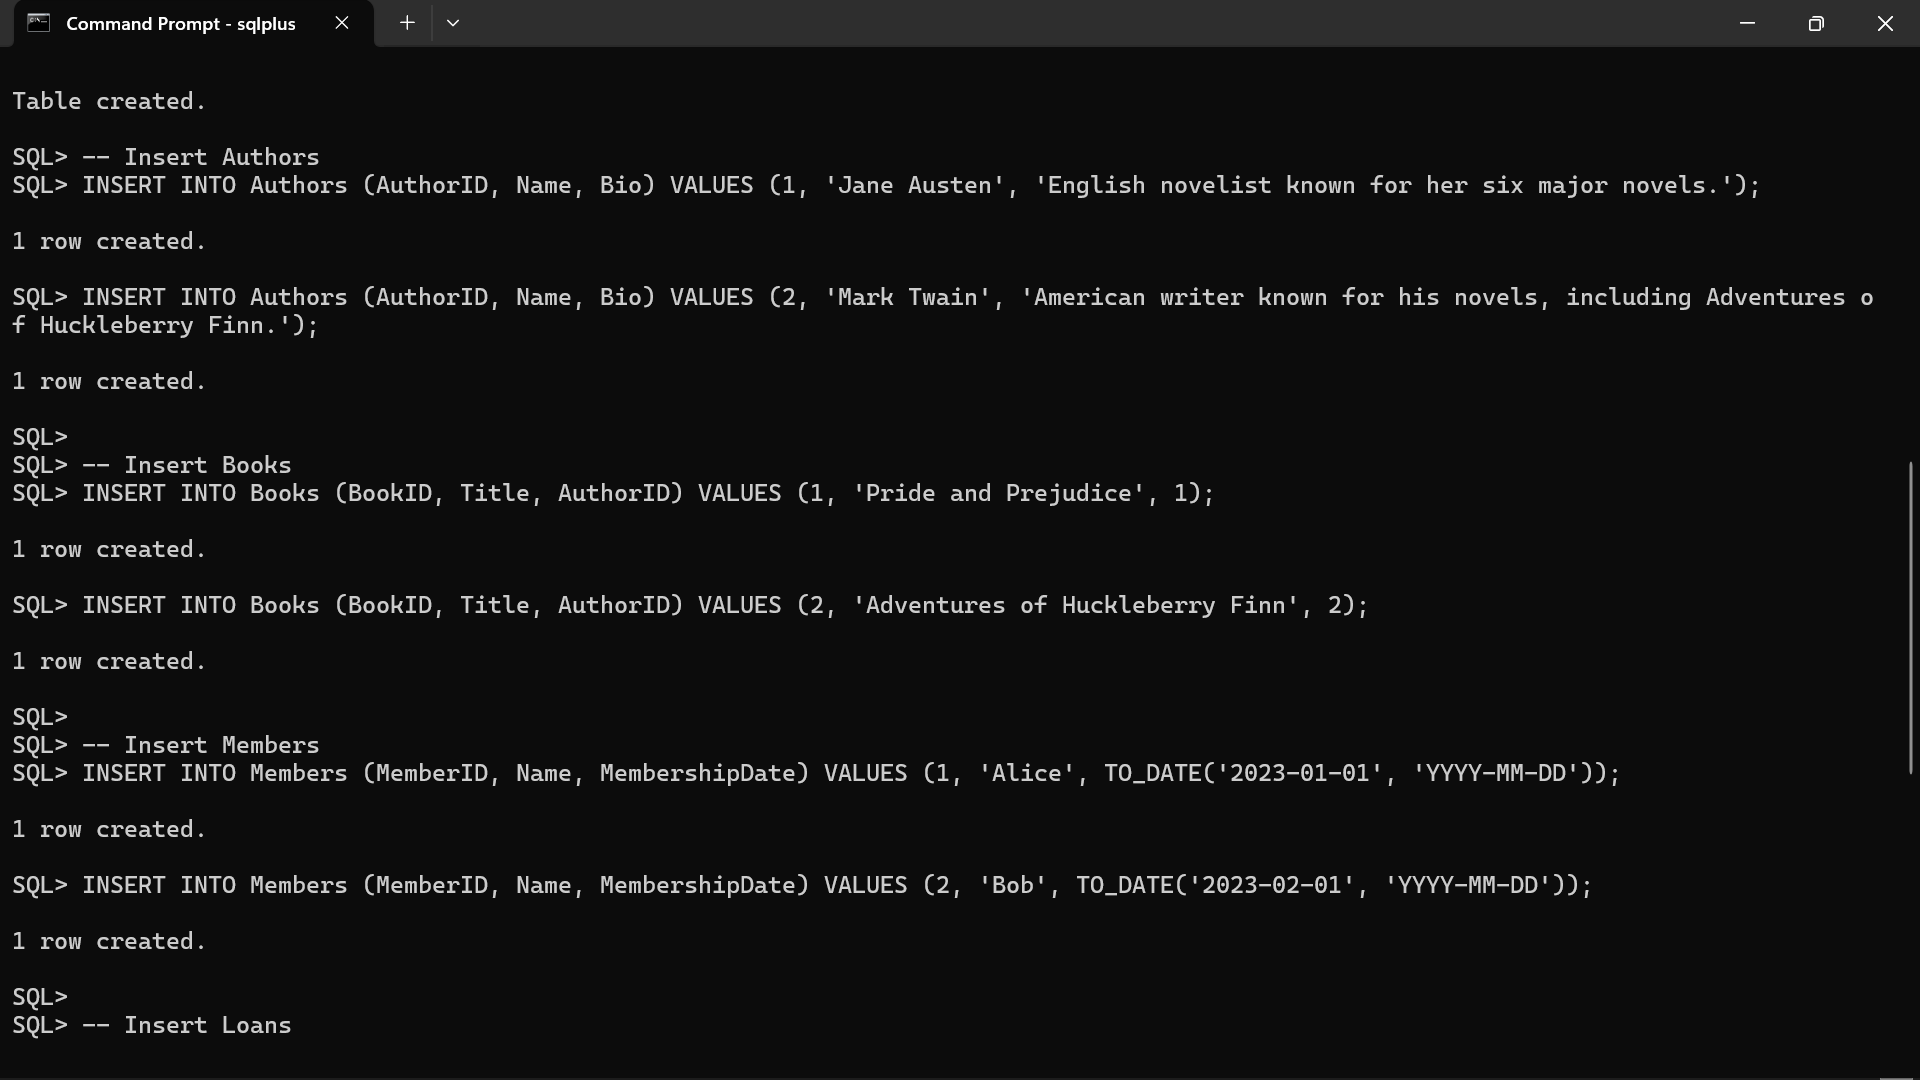 Command Prompt - sqlplus
Table created.
SQL> -- Insert Authors
SQL> INSERT INTO Authors (AuthorID, Name, Bio) VALUES (1, 'Jane Austen', 'English novelist known for her six major novels.');
1 row created.
SQL> INSERT INTO Authors (AuthorID, Name, Bio) VALUES (2, 'Mark Twain', 'American writer known for his novels, including Adventures o
f Huckleberry Finn.');
1 row created.
SQL>
SQL> -- Insert Books
SQL> INSERT INTO Books (BookID, Title, AuthorID) VALUES (1, 'Pride and Prejudice', 1);
1 row created.
SQL> INSERT INTO Books (BookID, Title, AuthorID) VALUES (2, 'Adventures of Huckleberry Finn', 2);
1 row created.
SQL>
SQL> -- Insert Members
SQL> INSERT INTO Members (MemberID, Name, MembershipDate) VALUES (1, 'Alice', TO_DATE('2023-01-01', 'YYYY-MM-DD'));
1 row created.
SQL> INSERT INTO Members (MemberID, Name, MembershipDate) VALUES (2, 'Bob', TO_DATE('2023-02-01', 'YYYY-MM-DD'));
1 row created.
SQL>
SQL> -- Insert Loans